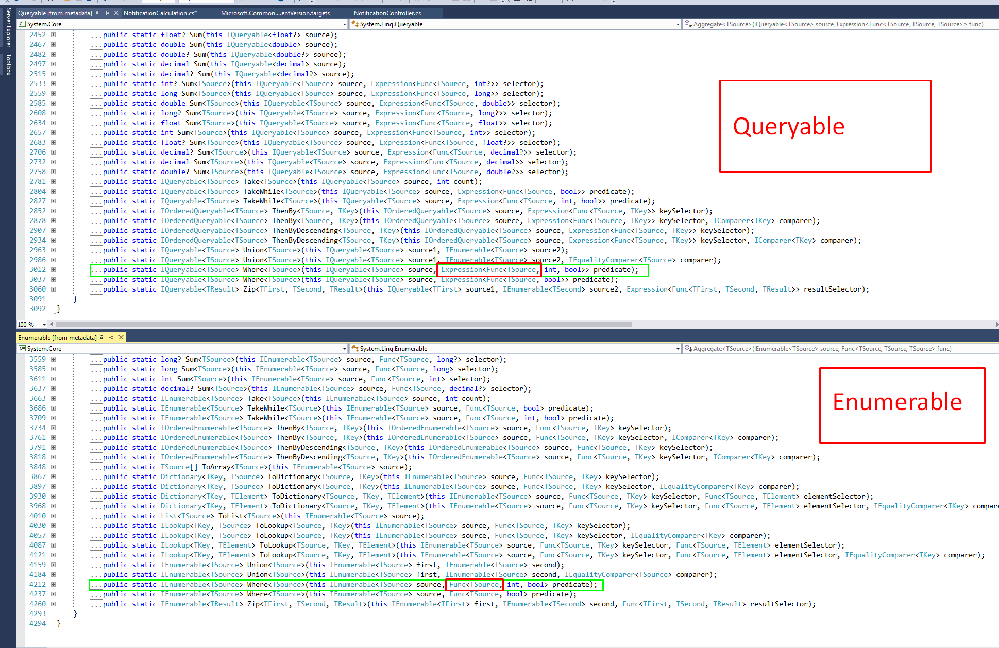 Server Explorer
Toolbox
Queryable [from metadata]
NotificationCalculation.cs*
Microsoft.Common....entVersion.targets
NotificationController.cs
System.Core
System.Linq.Queryable
Aggregate<TSource>(IQueryable<TSource> source, Expression<Func<TSource, TSource, TSource>> func)
2452 ...public static float? Sum(this IQueryable<float?> source);
2467 ...public static double Sum(this IQueryable<double> source);
2482 ...public static double? Sum(this IQueryable<double?> source);
2497 ...public static decimal Sum(this IQueryable<decimal> source);
2515 ...public static decimal? Sum(this IQueryable<decimal?> source);
2533 ...public static int? Sum<TSource>(this IQueryable<TSource> source, Expression<Func<TSource, int?>> selector);
2559 ...public static long Sum<TSource>(this IQueryable<TSource> source, Expression<Func<TSource, long>> selector);
2585 ...public static double Sum<TSource>(this IQueryable<TSource> source, Expression<Func<TSource, double>> selector);
2608 ...public static long? Sum<TSource>(this IQueryable<TSource> source, Expression<Func<TSource, long?>> selector);
2634 ...public static float Sum<TSource>(this IQueryable<TSource> source, Expression<Func<TSource, float>> selector);
2657 ...public static int Sum<TSource>(this IQueryable<TSource> source, Expression<Func<TSource, int>> selector);
2683 ...public static float? Sum<TSource>(this IQueryable<TSource> source, Expression<Func<TSource, float?>> selector);
2706 ...public static decimal? Sum<TSource>(this IQueryable<TSource> source, Expression<Func<TSource, decimal?>> selector);
2732 ...public static decimal Sum<TSource>(this IQueryable<TSource> source, Expression<Func<TSource, decimal>> selector);
2758 ...public static double? Sum<TSource>(this IQueryable<TSource> source, Expression<Func<TSource, double?>> selector);
2781 ...public static IQueryable<TSource> Take<TSource>(this IQueryable<TSource> source, int count);
2804 ...public static IQueryable<TSource> TakeWhile<TSource>(this IQueryable<TSource> source, Expression<Func<TSource, bool>> predicate);
2827 ...public static IQueryable<TSource> TakeWhile<TSource>(this IQueryable<TSource> source, Expression<Func<TSource, int, bool>> predicate);
2852 ...public static IOrderedQueryable<TSource> ThenBy<TSource, TKey>(this IOrderedQueryable<TSource> source, Expression<Func<TSource, TKey>> keySelector);
2878 ...public static IOrderedQueryable<TSource> ThenBy<TSource, TKey>(this IOrderedQueryable<TSource> source, Expression<Func<TSource, TKey>> keySelector, IComparer<TKey> comparer);
2907 ...public static IOrderedQueryable<TSource> ThenByDescending<TSource, TKey>(this IOrderedQueryable<TSource> source, Expression<Func<TSource, TKey>> keySelector);
2934 ...public static IOrderedQueryable<TSource> ThenByDescending<TSource, TKey>(this IOrderedQueryable<TSource> source, Expression<Func<TSource, TKey>> keySelector, IComparer<TKey> comparer);
2963 ...public static IQueryable<TSource> Union<TSource>(this IQueryable<TSource> source1, IEnumerable<TSource> source2);
2986 ...public static IQueryable<TSource> Union<TSource>(this IQueryable<TSource> source1, IEnumerable<TSource> source2, IEqualityComparer<TSource> comparer);
3012 ...public static IQueryable<TSource> Where<TSource>(this IQueryable<TSource> source, Expression<Func<TSource, int, bool>> predicate);
3037 ...public static IQueryable<TSource> Where<TSource>(this IQueryable<TSource> source, Expression<Func<TSource, bool>> predicate);
3060 ...public static IQueryable<TResult> Zip<TFirst, TSecond, TResult>(this IQueryable<TFirst> source1, IEnumerable<TSecond> source2, Expression<Func<TFirst, TSecond, TResult>> resultSelector);
3091 }
3092 }
Queryable
100 %
Enumerable [from metadata]
System.Core
System.Linq.Enumerable
Aggregate<TSource>(IEnumerable<TSource> source, Func<TSource, TSource, TSource> func)
3559 ...public static long? Sum<TSource>(this IEnumerable<TSource> source, Func<TSource, long?> selector);
3585 ...public static long Sum<TSource>(this IEnumerable<TSource> source, Func<TSource, long> selector);
3611 ...public static int Sum<TSource>(this IEnumerable<TSource> source, Func<TSource, int> selector);
3637 ...public static decimal? Sum<TSource>(this IEnumerable<TSource> source, Func<TSource, decimal?> selector);
3663 ...public static IEnumerable<TSource> Take<TSource>(this IEnumerable<TSource> source, int count);
3686 ...public static IEnumerable<TSource> TakeWhile<TSource>(this IEnumerable<TSource> source, Func<TSource, bool> predicate);
3709 ...public static IEnumerable<TSource> TakeWhile<TSource>(this IEnumerable<TSource> source, Func<TSource, int, bool> predicate);
3734 ...public static IOrderedEnumerable<TSource> ThenBy<TSource, TKey>(this IOrderedEnumerable<TSource> source, Func<TSource, TKey> keySelector);
3761 ...public static IOrderedEnumerable<TSource> ThenBy<TSource, TKey>(this IOrderedEnumerable<TSource> source, Func<TSource, TKey> keySelector, IComparer<TKey> comparer);
3791 ...public static IOrderedEnumerable<TSource> ThenByDescending<TSource, TKey>(this IOrderedEnumerable<TSource> source, Func<TSource, TKey> keySelector);
3818 ...public static IOrderedEnumerable<TSource> ThenByDescending<TSource, TKey>(this IOrderedEnumerable<TSource> source, Func<TSource, TKey> keySelector, IComparer<TKey> comparer);
3848 ...public static TSource[] ToArray<TSource>(this IEnumerable<TSource> source);
3867 ...public static Dictionary<TKey, TSource> ToDictionary<TSource, TKey>(this IEnumerable<TSource> source, Func<TSource, TKey> keySelector);
3897 ...public static Dictionary<TKey, TSource> ToDictionary<TSource, TKey>(this IEnumerable<TSource> source, Func<TSource, TKey> keySelector, IEqualityComparer<TKey> comparer);
3930 ...public static Dictionary<TKey, TElement> ToDictionary<TSource, TKey, TElement>(this IEnumerable<TSource> source, Func<TSource, TKey> keySelector, Func<TSource, TElement> elementSelector);
3968 ...public static Dictionary<TKey, TElement> ToDictionary<TSource, TKey, TElement>(this IEnumerable<TSource> source, Func<TSource, TKey> keySelector, Func<TSource, TElement> elementSelector, IEqualityComparer<TKey> compare
4010 ...public static List<TSource> ToList<TSource>(this IEnumerable<TSource> source);
4030 ...public static ILookup<TKey, TSource> ToLookup<TSource, TKey>(this IEnumerable<TSource> source, Func<TSource, TKey> keySelector);
4057 ...public static ILookup<TKey, TSource> ToLookup<TSource, TKey>(this IEnumerable<TSource> source, Func<TSource, TKey> keySelector, IEqualityComparer<TKey> comparer);
4087 ...public static ILookup<TKey, TElement> ToLookup<TSource, TKey, TElement>(this IEnumerable<TSource> source, Func<TSource, TKey> keySelector, Func<TSource, TElement> elementSelector);
4121 ...public static ILookup<TKey, TElement> ToLookup<TSource, TKey, TElement>(this IEnumerable<TSource> source, Func<TSource, TKey> keySelector, Func<TSource, TElement> elementSelector, IEqualityComparer<TKey> comparer);
4159 ...public static IEnumerable<TSource> Union<TSource>(this IEnumerable<TSource> first, IEnumerable<TSource> second);
4184 ...public static IEnumerable<TSource> Union<TSource>(this IEnumerable<TSource> first, IEnumerable<TSource> second, IEqualityComparer<TSource> comparer);
4212 ...public static IEnumerable<TSource> Where<TSource>(this IEnumerable<TSource> source, Func<TSource, int, bool> predicate);
4237 ...public static IEnumerable<TSource> Where<TSource>(this IEnumerable<TSource> source, Func<TSource, bool> predicate);
4260 ...public static IEnumerable<TResult> Zip<TFirst, TSecond, TResult>(this IEnumerable<TFirst> first, IEnumerable<TSecond> second, Func<TFirst, TSecond, TResult> resultSelector);
4293 }
4294 }
Enumerable